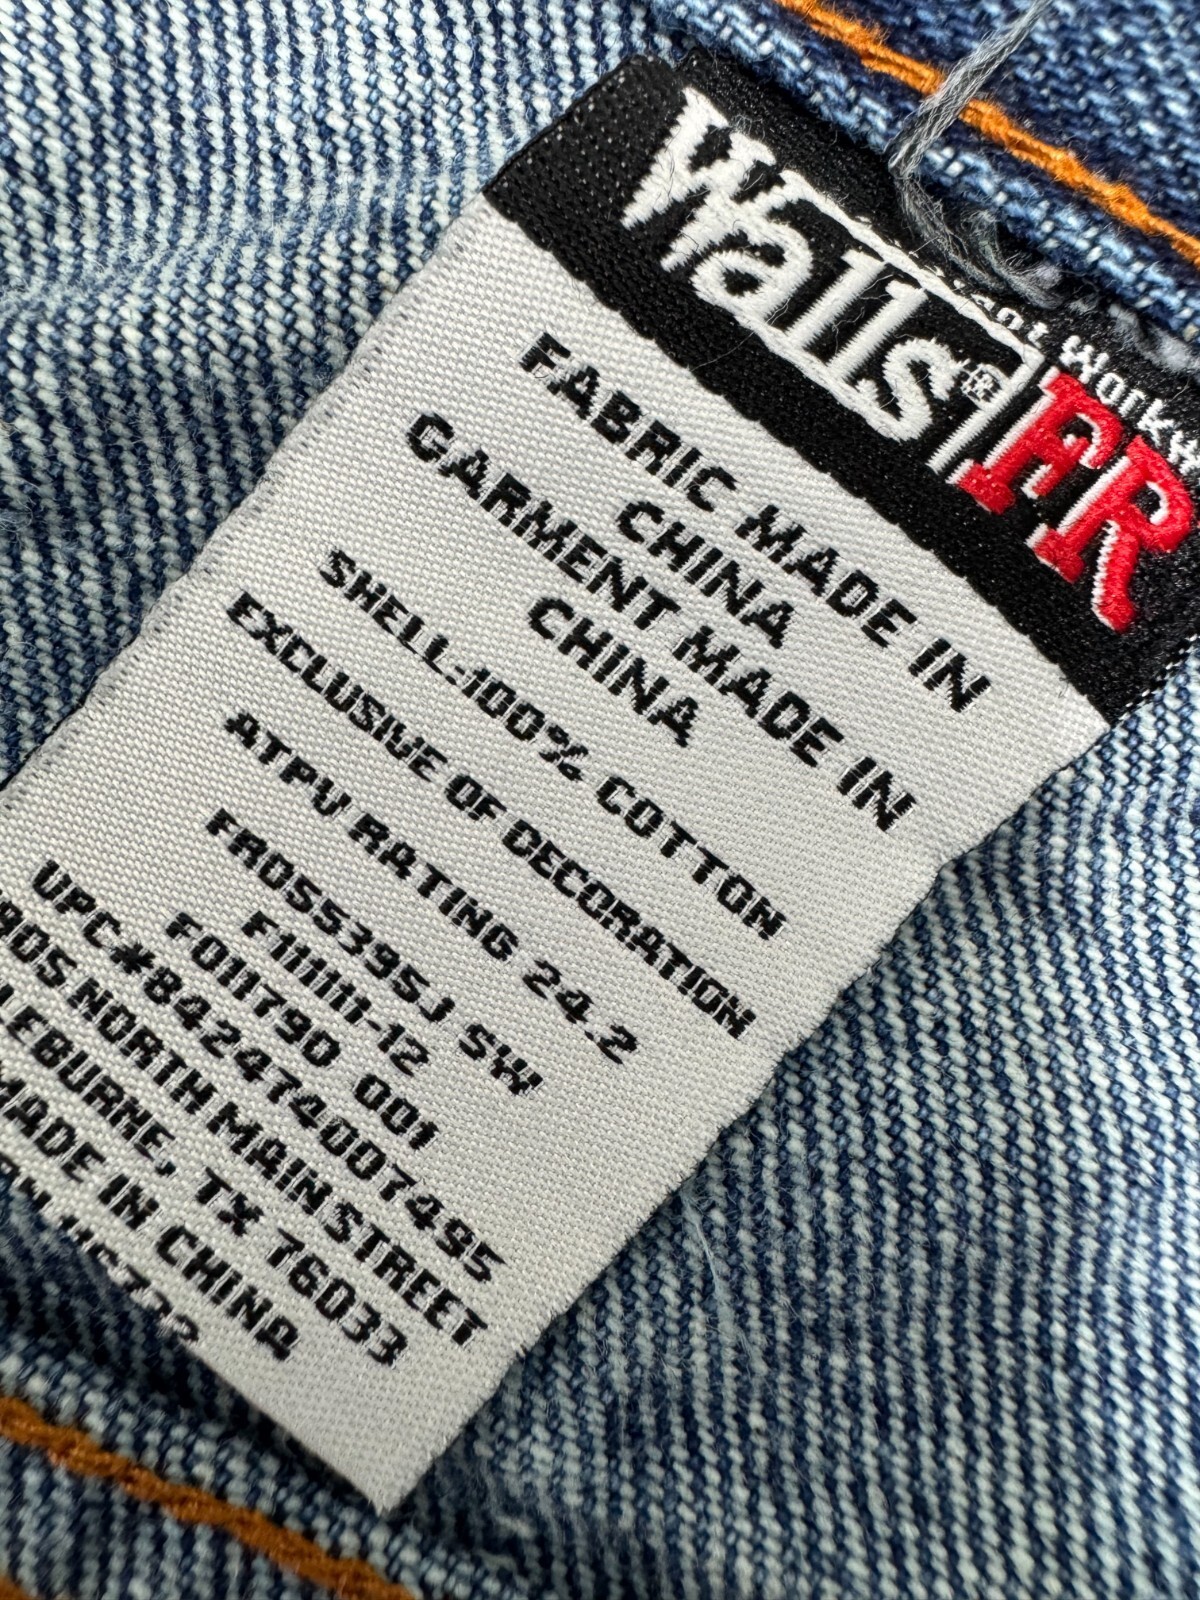 Walls® FR
FABRIC MADE IN
CHINA
GARMENT MADE IN
CHINA
SHELL:100% COTTON
EXCLUSIVE OF DECORATION
ATPV RATING 24.2
FRO55395J SW
F111111-12
F01179D 001
UPC#842474007495
NORTH MAIN STREET
TX 76033
MADE IN CHINA